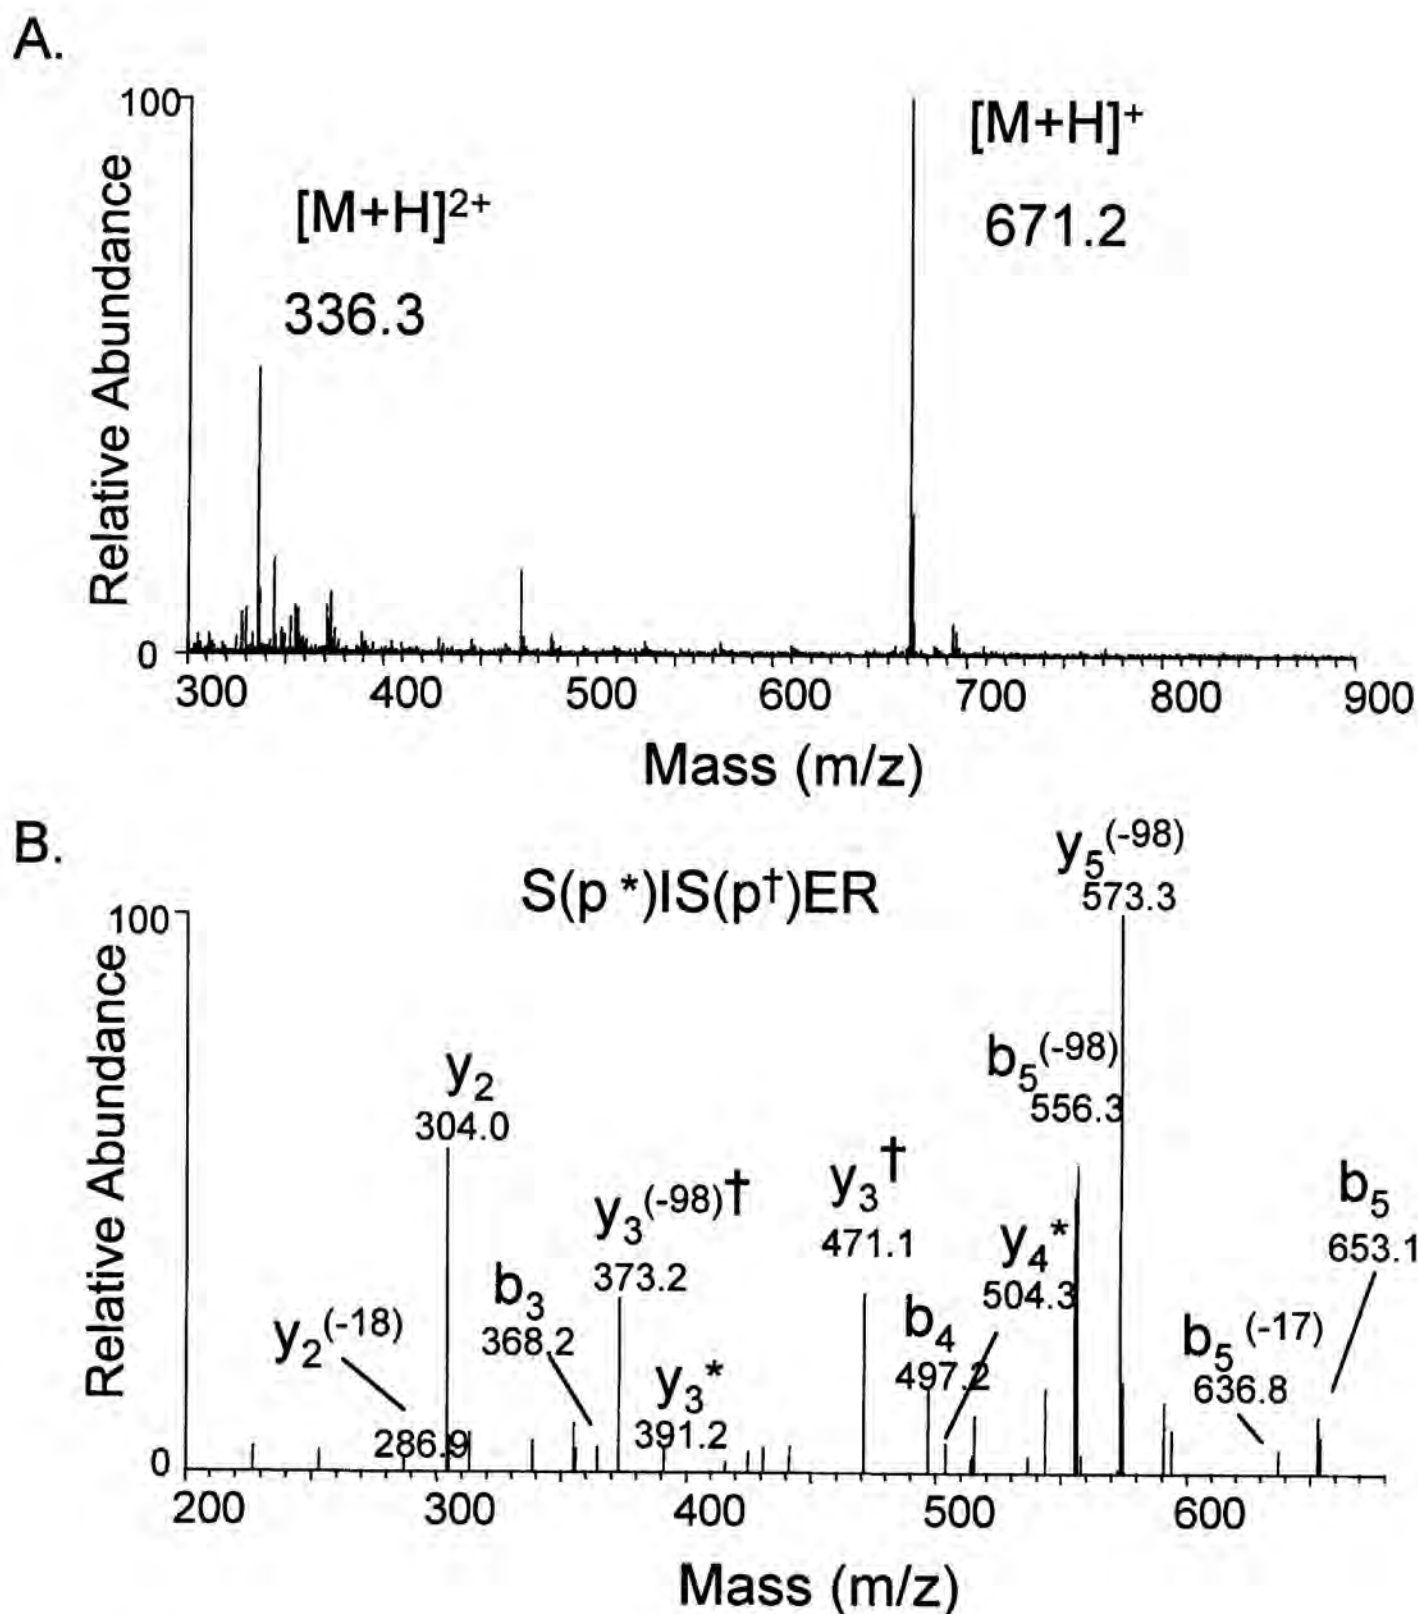 A.
100
[M+H]²⁺
336.3
[M+H]⁺
671.2
Relative Abundance
0
300 400 500 600 700 800 900
Mass (m/z)
B.
S(p*)IS(p†)ER
100
y₅⁽⁻⁹⁸⁾
573.3
b₅⁽⁻⁹⁸⁾
556.3
y₂
304.0
y₃⁽⁻⁹⁸⁾†
373.2
y₃†
471.1
y₄*
504.3
b₅
653.1
b₃
368.2
y₂⁽⁻¹⁸⁾
286.9
y₃*
391.2
b₄
497.2
b₅⁽⁻¹⁷⁾
636.8
Relative Abundance
0
200 300 400 500 600
Mass (m/z)